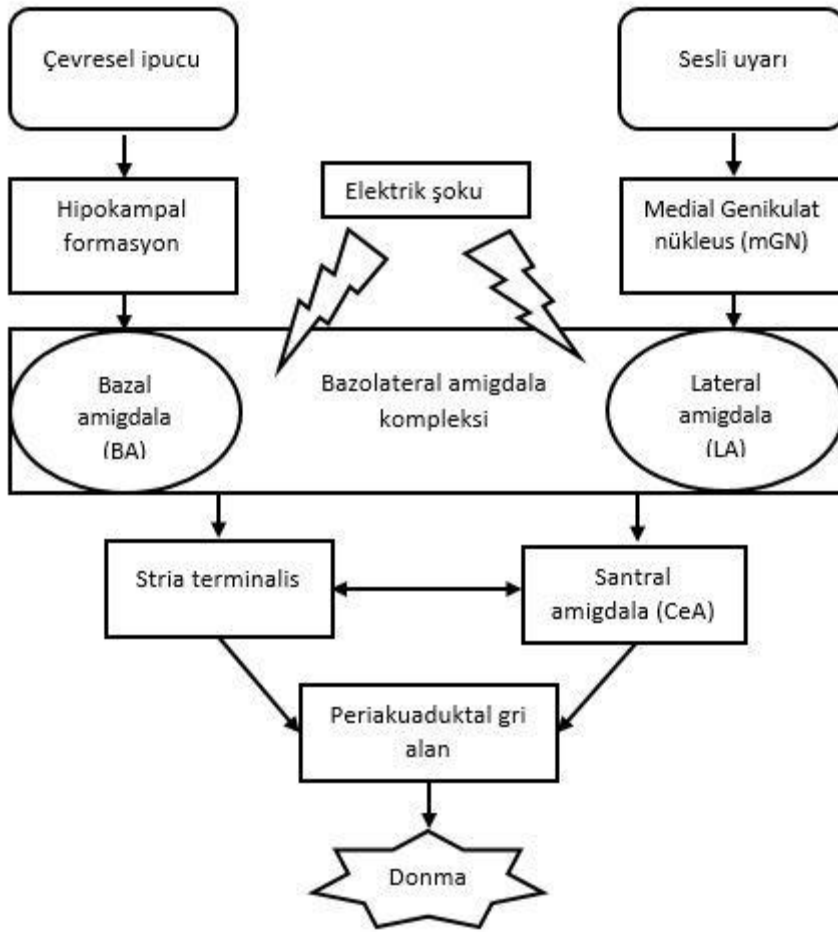 Çevresel ipucu
Sesli uyarı
Elektrik şoku
Hipokampal
formasyon
Medial Genikulat
nükleus (mGN)
Bazal
amigdala
(BA)
Bazolateral amigdala
kompleksi
Lateral
amigdala
(LA)
Stria terminalis
Santral
amigdala (CeA)
Periakuaduktal gri
alan
Donma